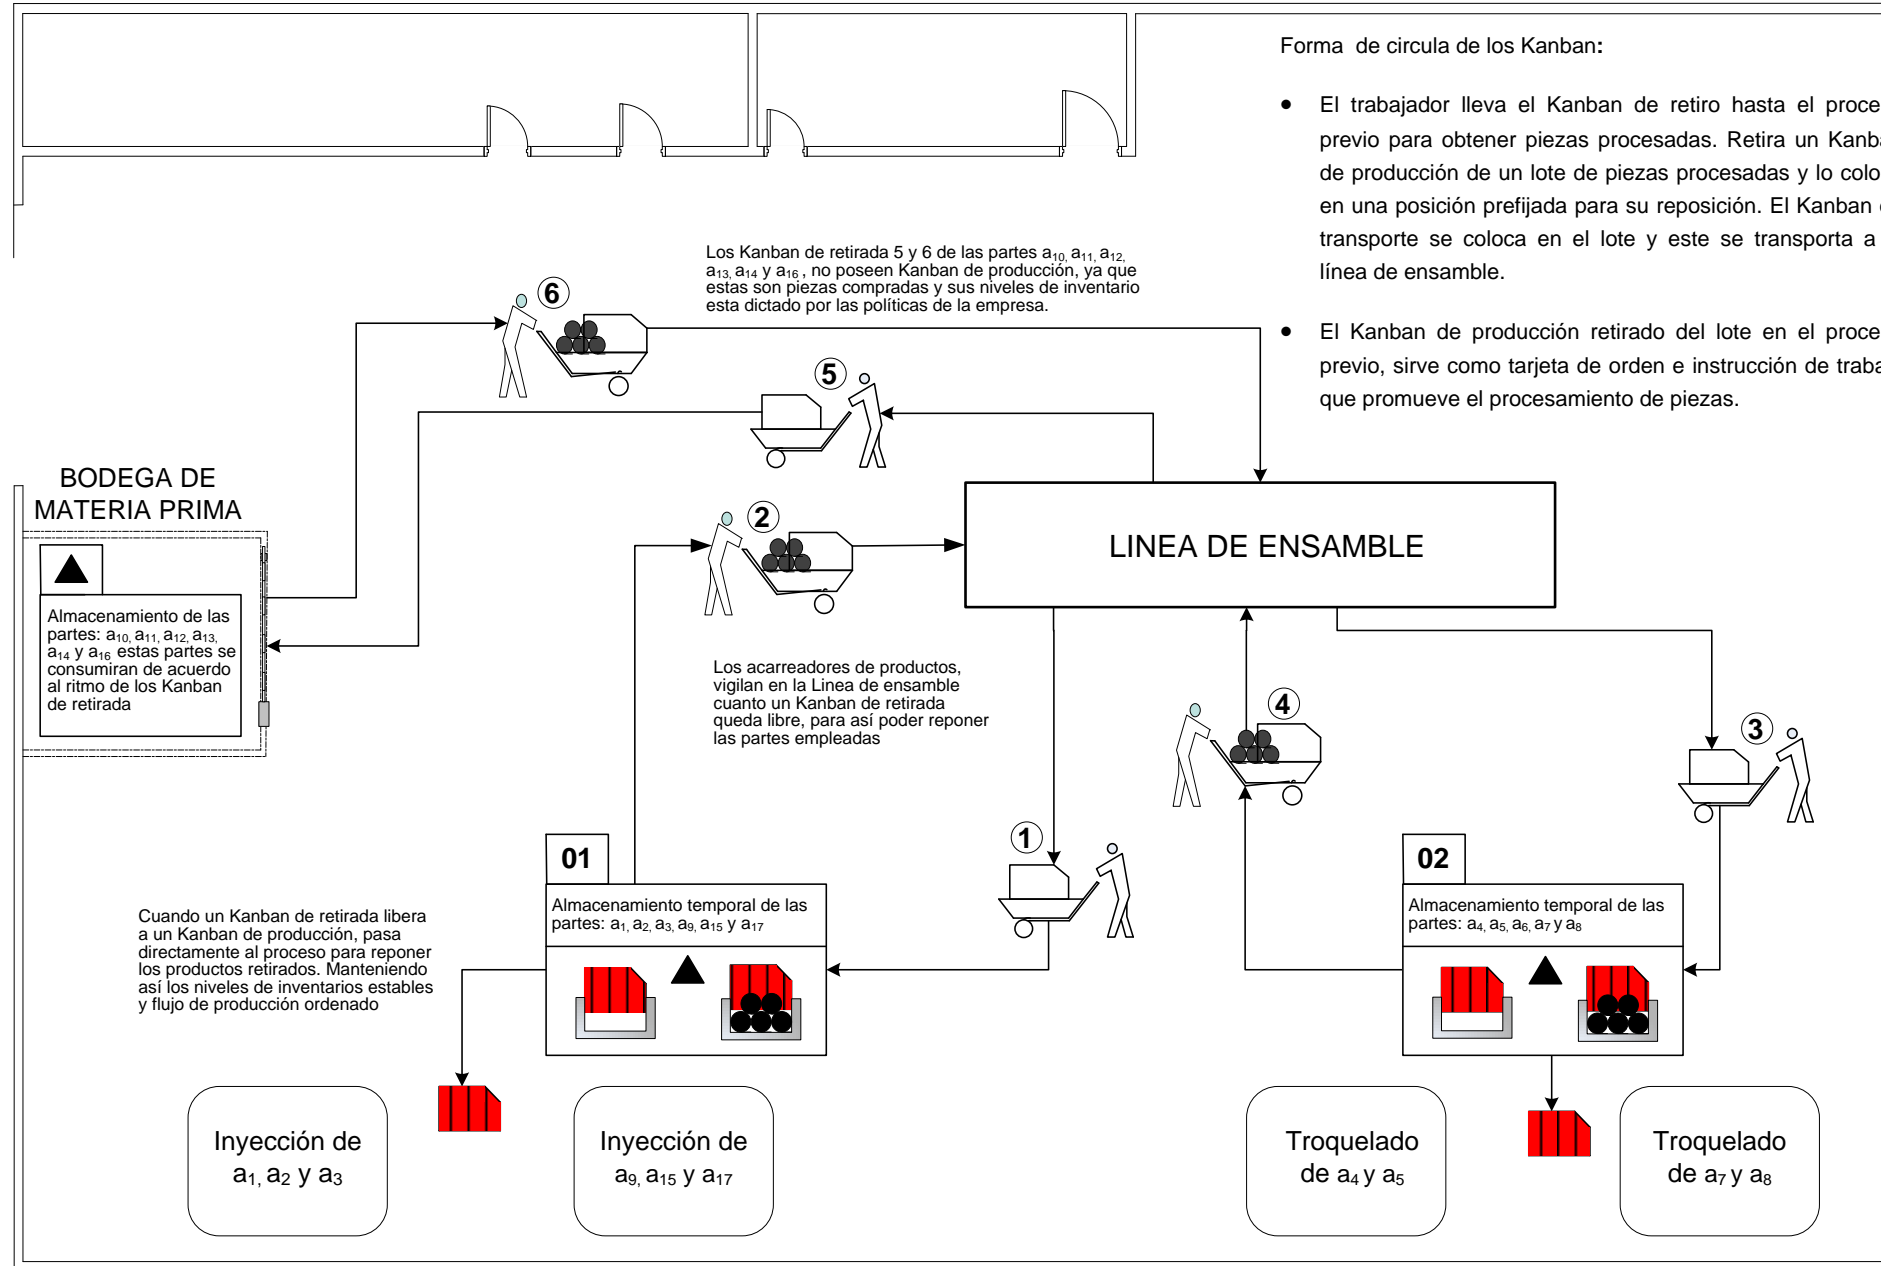 Forma  de circula de los Kanban:
• El trabajador lleva el Kanban de retiro hasta el proce
previo para obtener piezas procesadas. Retira un Kanba
de producción de un lote de piezas procesadas y lo colo
en una posición prefijada para su reposición. El Kanban
transporte se coloca en el lote y este se transporta a
línea de ensamble.
• El Kanban de producción retirado del lote en el proce
previo, sirve como tarjeta de orden e instrucción de traba
que promueve el procesamiento de piezas.
Los Kanban de retirada 5 y 6 de las partes a10, a11, a12,
a13, a14 y a16 , no poseen Kanban de producción, ya que
estas son piezas compradas y sus niveles de inventario
esta dictado por las políticas de la empresa.
6
5
BODEGA DE
MATERIA PRIMA
Almacenamiento de las
partes: a10, a11, a12, a13,
a14 y a16 estas partes se
consumiran de acuerdo
al ritmo de los Kanban
de retirada
2
LINEA DE ENSAMBLE
Los acarreadores de productos,
vigilan en la Linea de ensamble
cuanto un Kanban de retirada
queda libre, para así poder reponer
las partes empleadas
4
3
1
01
Almacenamiento temporal de las
partes: a1, a2, a3, a9, a15 y a17
02
Almacenamiento temporal de las
partes: a4, a5, a6, a7 y a8
Cuando un Kanban de retirada libera
a un Kanban de producción, pasa
directamente al proceso para reponer
los productos retirados. Manteniendo
así los niveles de inventarios estables
y flujo de producción ordenado
Inyección de
a1, a2 y a3
Inyección de
a9, a15 y a17
Troquelado
de a4 y a5
Troquelado
de a7 y a8